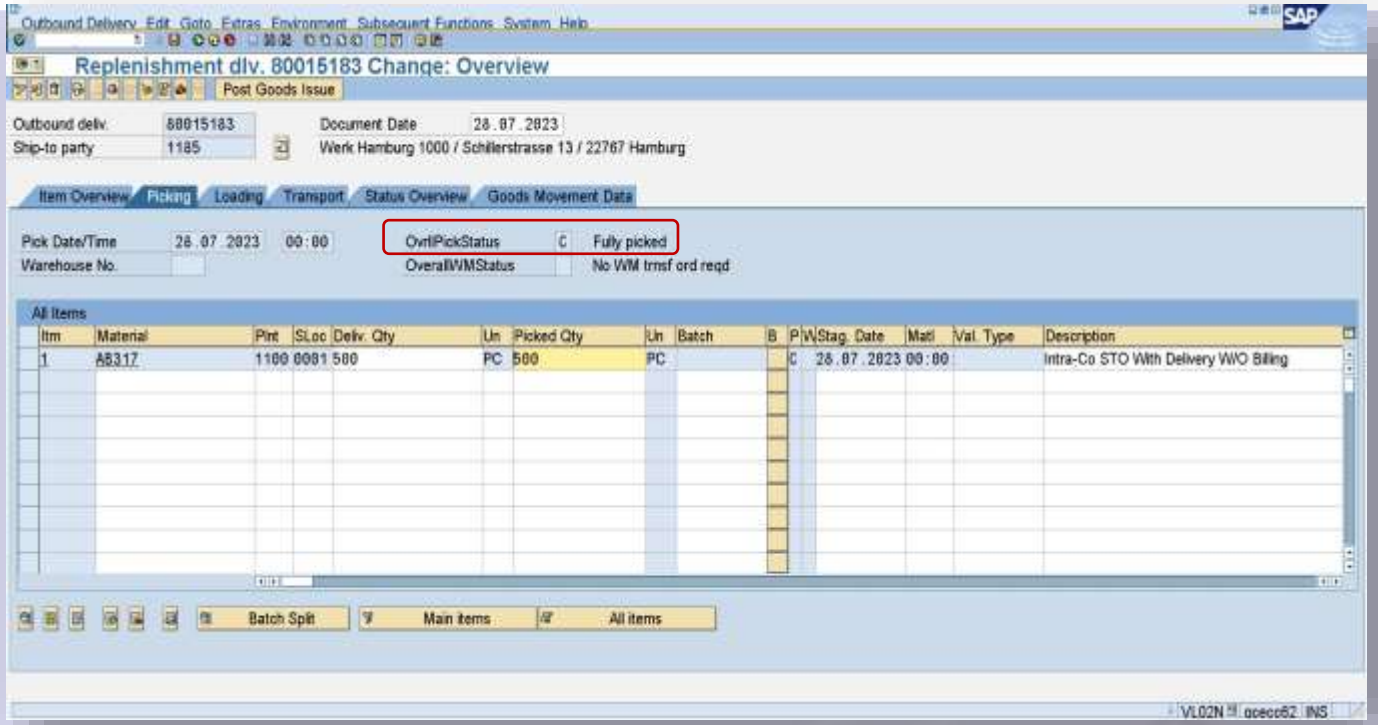 Outbound Delivery Edit Goto Extras Environment Subsequent Functions System Help
SAP
Replenishment dlv. 80015183 Change: Overview
Post Goods Issue
Outbound deliv. 80015183 Document Date 28.07.2023
Ship-to party 1185 Werk Hamburg 1000 / Schillerstrasse 13 / 22767 Hamburg
Item Overview Picking Loading Transport Status Overview Goods Movement Data
Pick Date/Time 28.07.2023 00:00 OvrllPickStatus C Fully picked
Warehouse No. OverallWMStatus No WM trnsf ord reqd
All Items
Itm Material Plnt SLoc Deliv. Qty Un Picked Qty Un Batch B P W Stag. Date Matl Val. Type Description
1 A8317 1100 0001 500 PC 500 PC C 28.07.2023 00:00 Intra-Co STO With Delivery W/O Billing
Batch Split Main items All items
VL02N INS